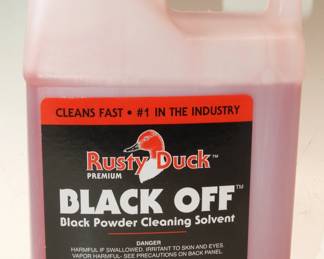 CLEANS FAST • #1 IN THE INDUSTRY
Rusty Duck™
PREMIUM
BLACK OFF™
Black Powder Cleaning Solvent
DANGER
HARMFUL IF SWALLOWED. IRRITANT TO SKIN AND EYES
VAPOR HARMFUL- SEE PRECAUTIONS ON BACK PANEL